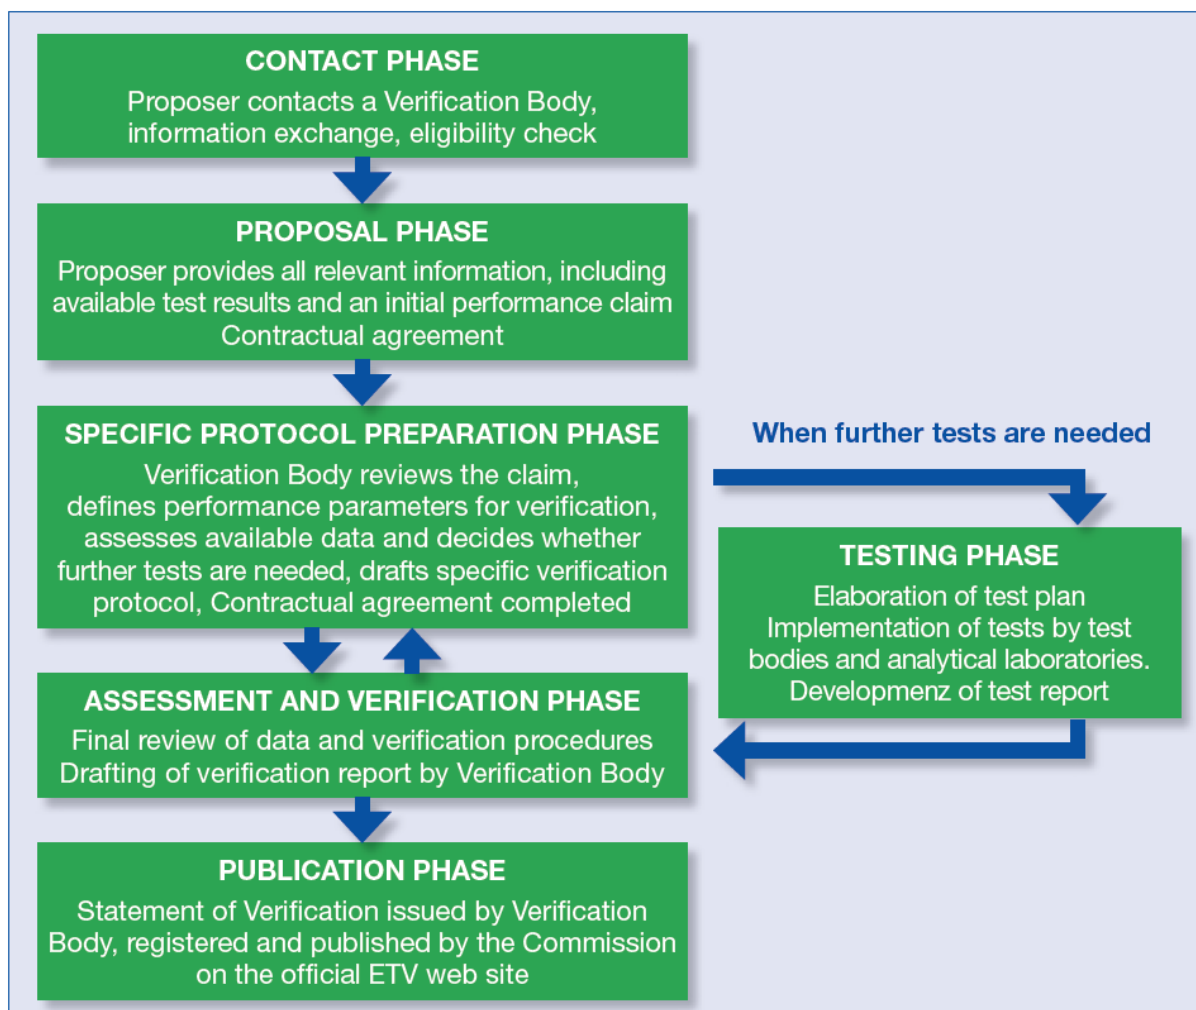 CONTACT PHASE
Proposer contacts a Verification Body,
information exchange, eligibility check
PROPOSAL PHASE
Proposer provides all relevant information, including
available test results and an initial performance claim
Contractual agreement
SPECIFIC PROTOCOL PREPARATION PHASE
Verification Body reviews the claim,
defines performance parameters for verification,
assesses available data and decides whether
further tests are needed, drafts specific verification
protocol, Contractual agreement completed
When further tests are needed
TESTING PHASE
Elaboration of test plan
Implementation of tests by test
bodies and analytical laboratories.
Developmenz of test report
ASSESSMENT AND VERIFICATION PHASE
Final review of data and verification procedures
Drafting of verification report by Verification Body
PUBLICATION PHASE
Statement of Verification issued by Verification
Body, registered and published by the Commission
on the official ETV web site